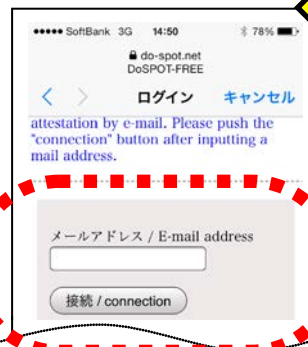 SoftBank 3G 14:50 78%
do-spot.net
DoSPOT-FREE
ログイン キャンセル
attestation by e-mail. Please push the
"connection" button after inputting a
mail address.
メールアドレス / E-mail address
接続 / connection